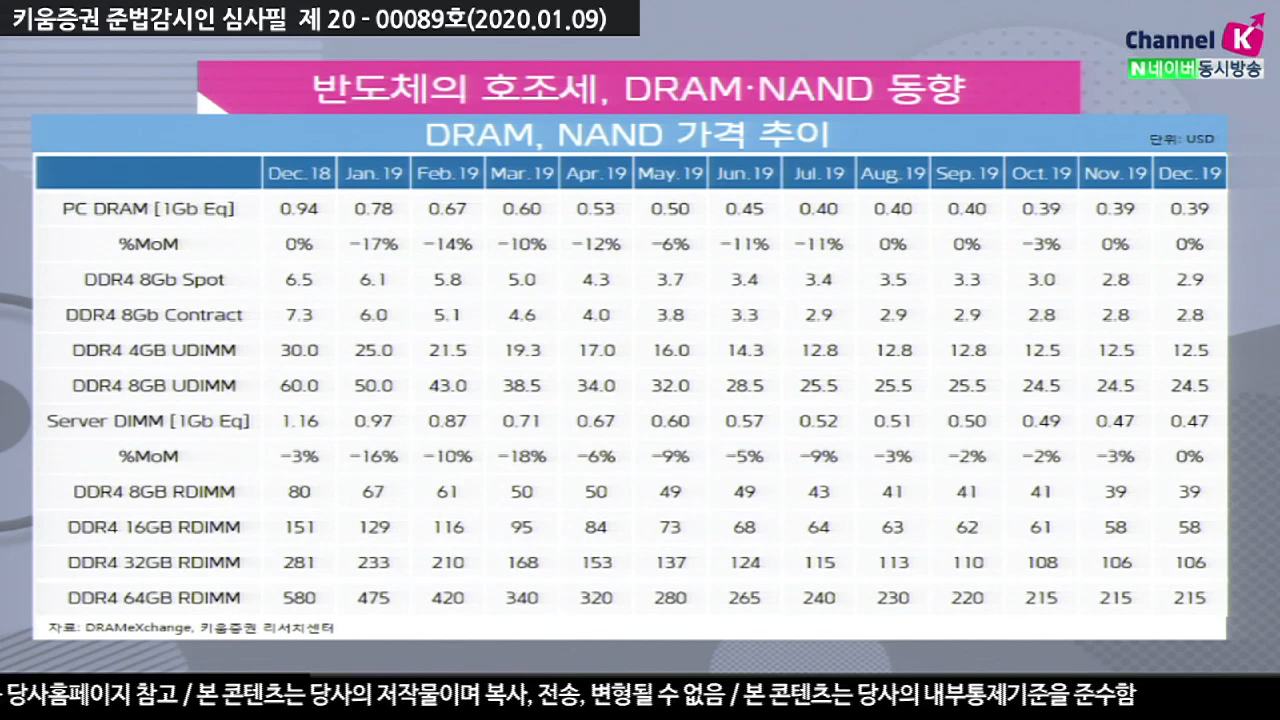 키움증권 준법감시인 심사필 제 20 - 00089호(2020.01.09)
Channel K
N 네이버 동시방송
반도체의 호조세, DRAM·NAND 동향
DRAM, NAND 가격 추이
단위: USD
Dec. 18 Jan. 19 Feb. 19 Mar. 19 Apr. 19 May. 19 Jun. 19 Jul. 19 Aug. 19 Sep. 19 Oct. 19 Nov. 19 Dec. 19
PC DRAM [1Gb Eq] 0.94 0.78 0.67 0.60 0.53 0.50 0.45 0.40 0.40 0.40 0.39 0.39 0.39
%MoM 0% -17% -14% -10% -12% -6% -11% -11% 0% 0% -3% 0% 0%
DDR4 8Gb Spot 6.5 6.1 5.8 5.0 4.3 3.7 3.4 3.4 3.5 3.3 3.0 2.8 2.9
DDR4 8Gb Contract 7.3 6.0 5.1 4.6 4.0 3.8 3.3 2.9 2.9 2.9 2.8 2.8 2.8
DDR4 4GB UDIMM 30.0 25.0 21.5 19.3 17.0 16.0 14.3 12.8 12.8 12.8 12.5 12.5 12.5
DDR4 8GB UDIMM 60.0 50.0 43.0 38.5 34.0 32.0 28.5 25.5 25.5 25.5 24.5 24.5 24.5
Server DIMM [1Gb Eq] 1.16 0.97 0.87 0.71 0.67 0.60 0.57 0.52 0.51 0.50 0.49 0.47 0.47
%MoM -3% -16% -10% -18% -6% -9% -5% -9% -3% -2% -2% -3% 0%
DDR4 8GB RDIMM 80 67 61 50 50 49 49 43 41 41 41 39 39
DDR4 16GB RDIMM 151 129 116 95 84 73 68 64 63 62 61 58 58
DDR4 32GB RDIMM 281 233 210 168 153 137 124 115 113 110 108 106 106
DDR4 64GB RDIMM 580 475 420 340 320 280 265 240 230 220 215 215 215
자료: DRAMeXchange, 키움증권 리서치센터
당사홈페이지 참고 / 본 콘텐츠는 당사의 저작물이며 복사, 전송, 변형될 수 없음 / 본 콘텐츠는 당사의 내부통제기준을 준수함